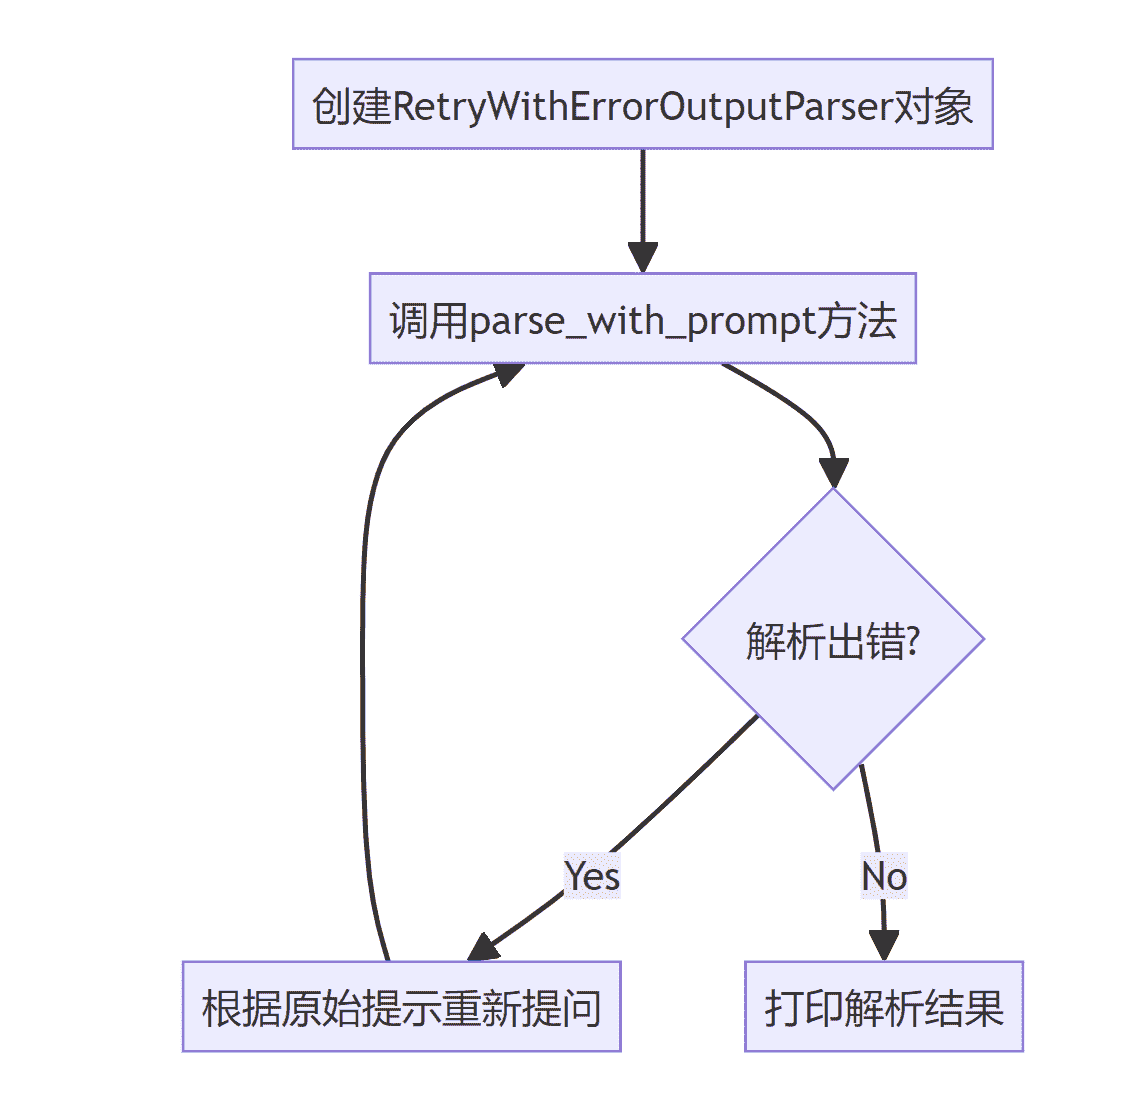 创建RetryWithErrorOutputParser对象
调用parse_with_prompt方法
解析出错?
Yes
No
根据原始提示重新提问
打印解析结果